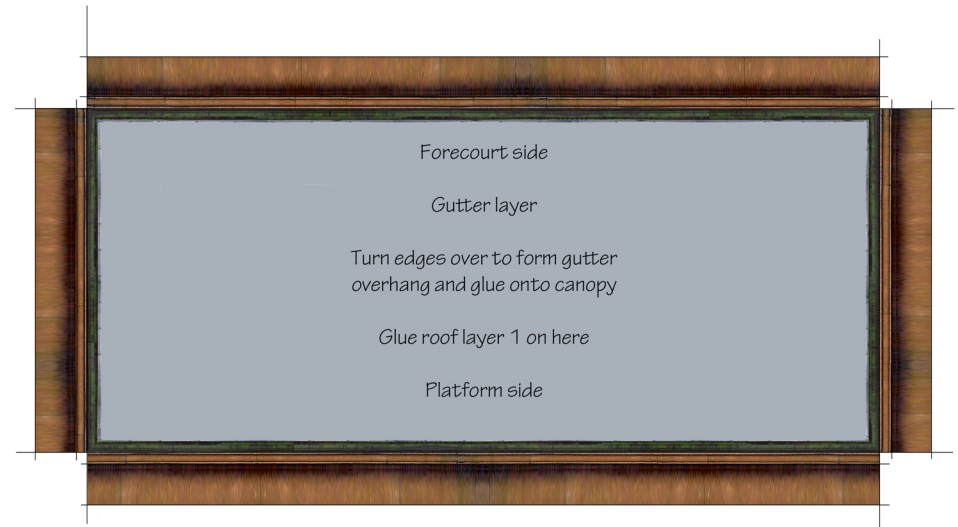 Forecourt side
Gutter layer
Turn edges over to form gutter
overhang and glue onto canopy
Glue roof layer 1 on here
Platform side